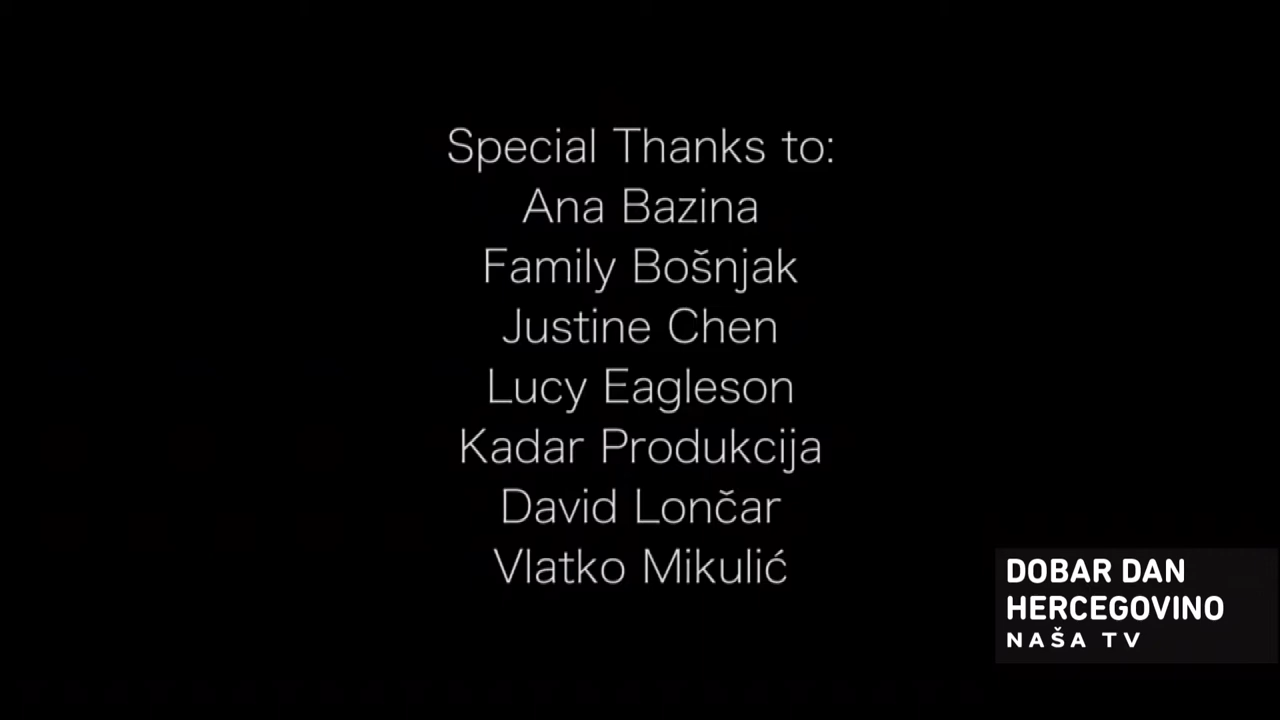 Special Thanks to:
Ana Bazina
Family Bošnjak
Justine Chen
Lucy Eagleson
Kadar Produkcija
David Lončar
Vlatko Mikulić
DOBAR DAN
HERCEGOVINO
NAŠA TV